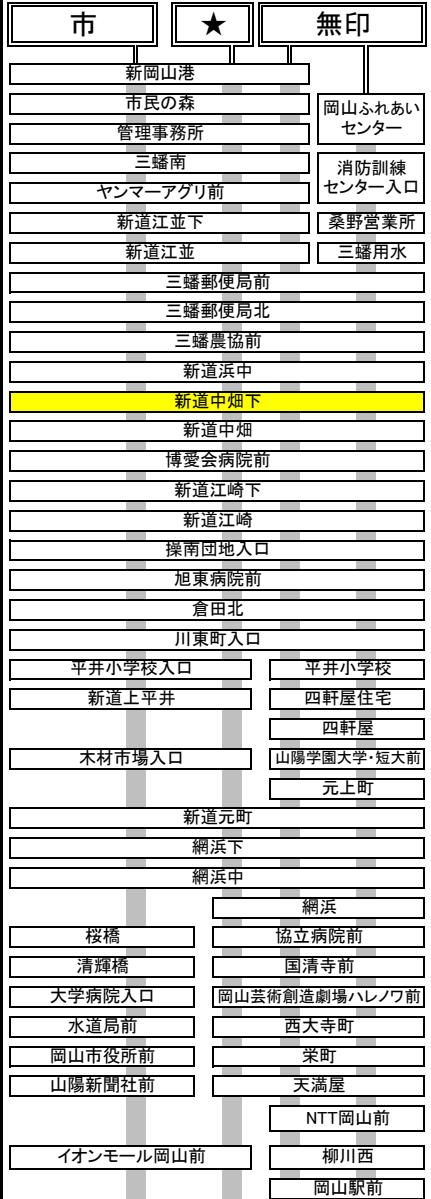 市 ★ 無印
新岡山港
市民の森 岡山ふれあい
管理事務所 センター
三蟠南 消防訓練
ヤンマーアグリ前 センター入口
新道江並下 桑野営業所
新道江並 三蟠用水
三蟠郵便局前
三蟠郵便局北
三蟠農協前
新道浜中
新道中畑下
新道中畑
博愛会病院前
新道江崎下
新道江崎
操南団地入口
旭東病院前
倉田北
川東町入口
平井小学校入口 平井小学校
新道上平井 四軒屋住宅
四軒屋
木材市場入口 山陽学園大学・短大前
元上町
新道元町
網浜下
網浜中
網浜
桜橋 協立病院前
清輝橋 国清寺前
大学病院入口 岡山芸術創造劇場ハレノワ前
水道局前 西大寺町
岡山市役所前 栄町
山陽新聞社前 天満屋
NTT岡山前
イオンモール岡山前 柳川西
岡山駅前